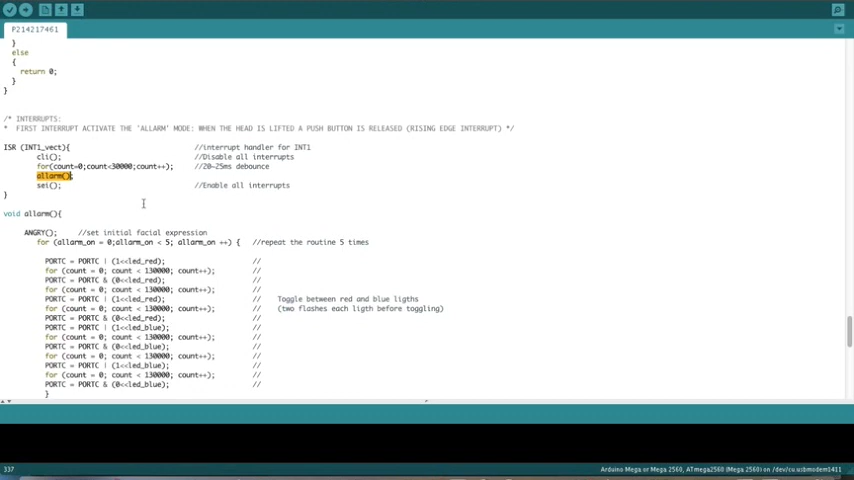 P214217461
}
else
{
return 0;
}
}
/* INTERRUPTS:
* FIRST INTERRUPT ACTIVATE THE 'ALLARM' MODE: WHEN THE HEAD IS LIFTED A PUSH BUTTON IS RELEASED (RISING EDGE INTERRUPT) */
ISR (INT1_vect){ //interrupt handler for INT1
cli(); //Disable all interrupts
for(count=0;count<30000;count++); //20-25ms debounce
allarm();
sei(); //Enable all interrupts
}
void allarm(){
ANGRY(); //set initial facial expression
for (allarm_on = 0;allarm_on < 5; allarm_on ++) { //repeat the routine 5 times
PORTC = PORTC | (1<<led_red); //
for (count = 0; count < 130000; count++); //
PORTC = PORTC & (0<<led_red); //
for (count = 0; count < 130000; count++); //
PORTC = PORTC | (1<<led_red); // Toggle between red and blue ligths
for (count = 0; count < 130000; count++); // (two flashes each ligth before toggling)
PORTC = PORTC & (0<<led_red); //
PORTC = PORTC | (1<<led_blue); //
for (count = 0; count < 130000; count++); //
PORTC = PORTC & (0<<led_blue); //
for (count = 0; count < 130000; count++); //
PORTC = PORTC | (1<<led_blue); //
for (count = 0; count < 130000; count++); //
PORTC = PORTC & (0<<led_blue); //
}
337 Arduino Mega or Mega 2560, ATmega2560 (Mega 2560) on /dev/cu.usbmodem1411